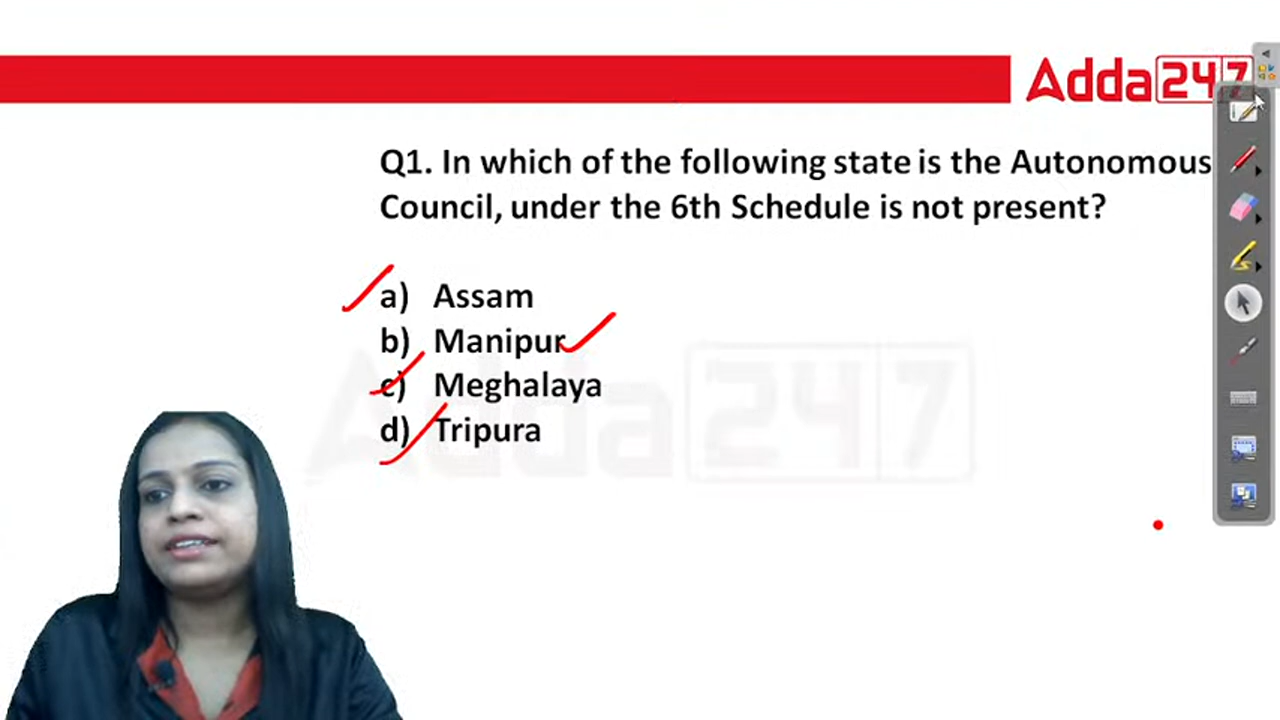 Adda247
Q1. In which of the following state is the Autonomous
Council, under the 6th Schedule is not present?
a) Assam
b) Manipur
c) Meghalaya
d) Tripura
Adda247